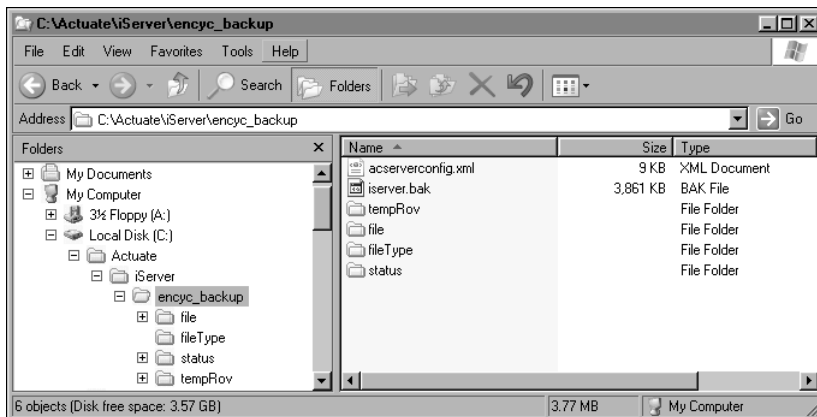 C:\Actuate\iServer\encyc_backup
File Edit View Favorites Tools Help
Back Search Folders
Address C:\Actuate\iServer\encyc_backup Go
Folders
My Documents
My Computer
3½ Floppy (A:)
Local Disk (C:)
Actuate
iServer
encyc_backup
file
fileType
status
tempRov
Name Size Type
acserverconfig.xml 9 KB XML Document
iserver.bak 3,861 KB BAK File
tempRov File Folder
file File Folder
fileType File Folder
status File Folder
6 objects (Disk free space: 3.57 GB) 3.77 MB My Computer